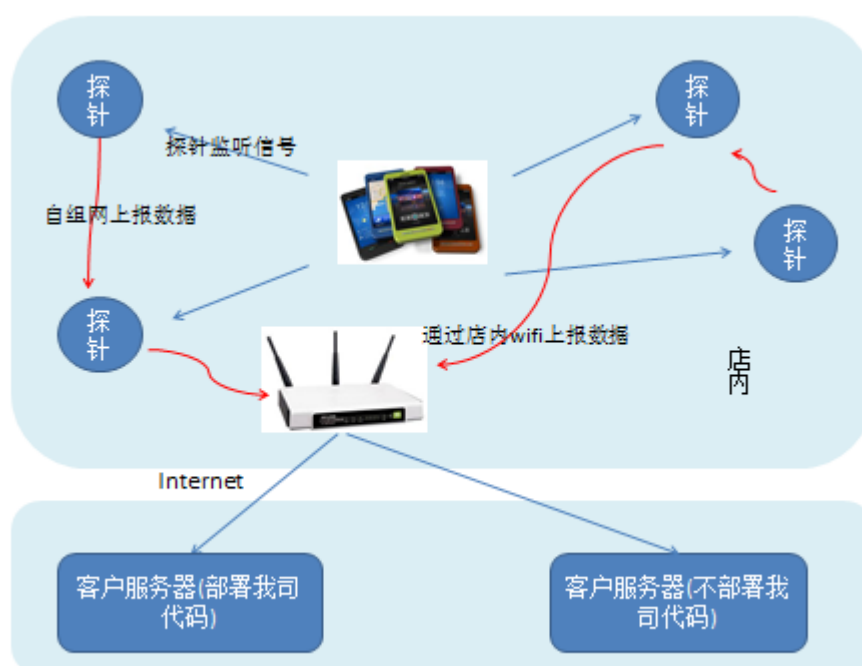 探
针
探
针
探针监听信号
自组网上报数据
探
针
探
针
通过店内wifi上报数据
店
内
Internet
客户服务器(部署我司
代码)
客户服务器(不部署我
司代码)